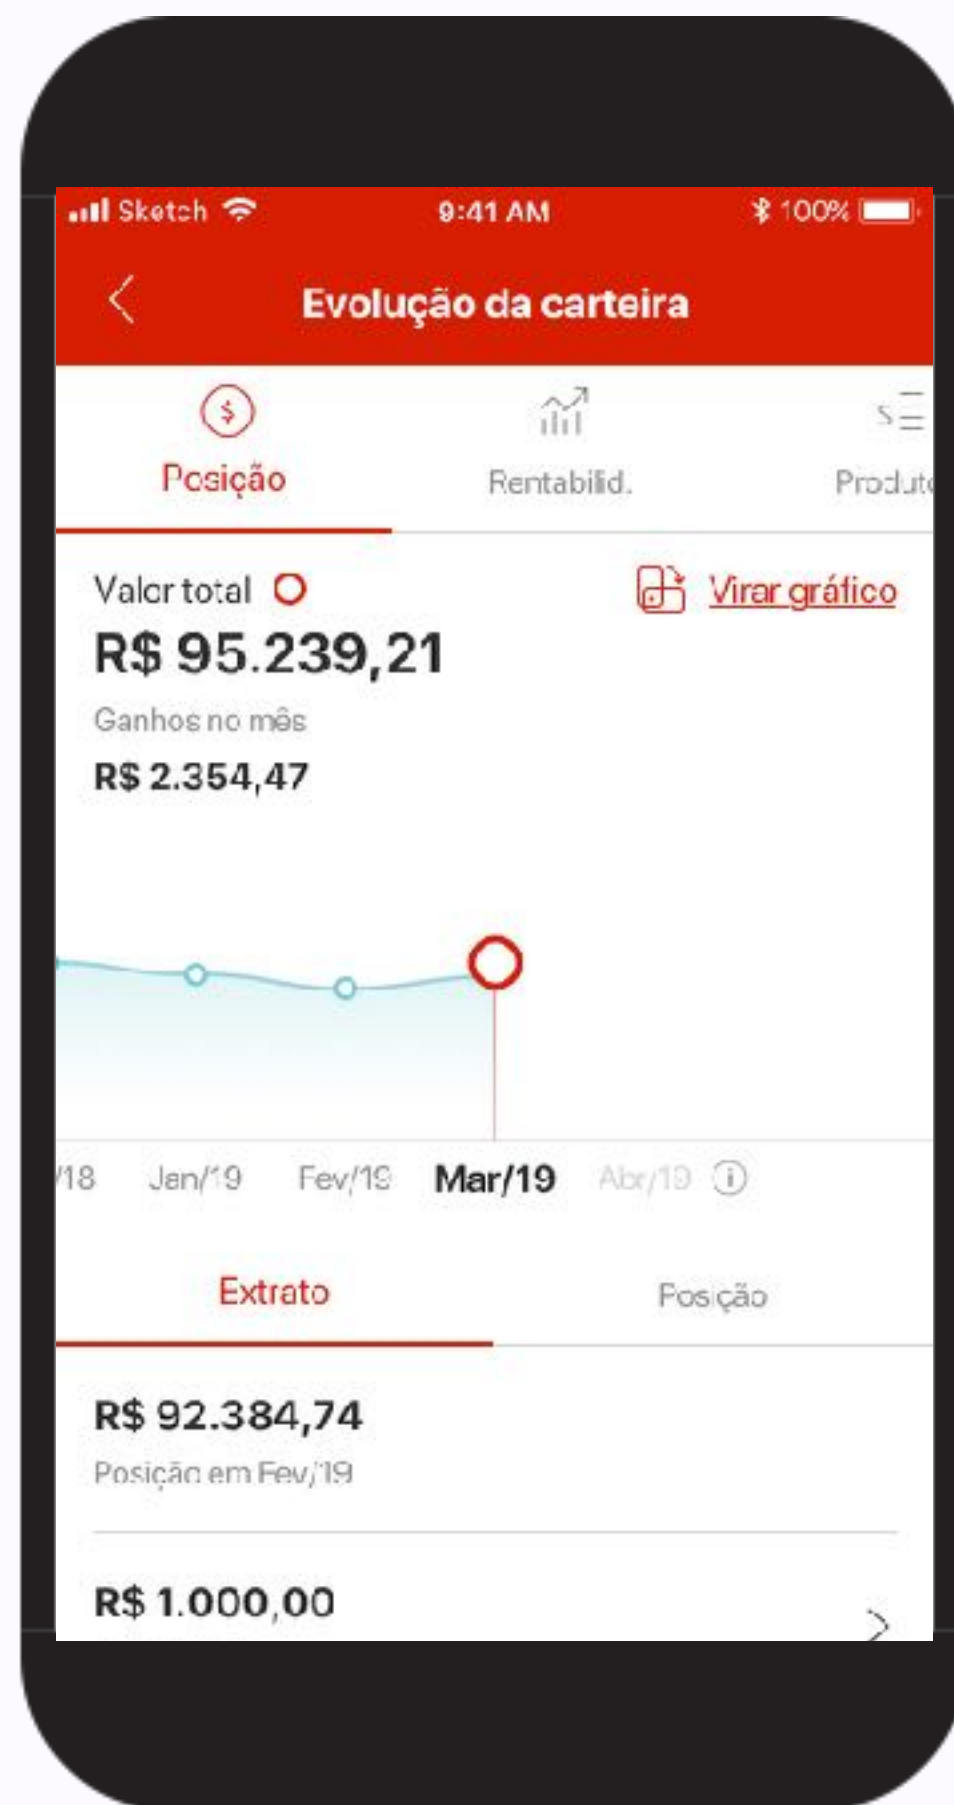 Sketch 9:41 AM 100%
Evolução da carteira
$
Posição Rentabilid. Produto
Valor total Virar gráfico
R$ 95.239,21
Ganhos no mês
R$ 2.354,47
/18 Jan/19 Fev/19 Mar/19 Abr/19
Extrato Posição
R$ 92.384,74
Posição em Fev/19
R$ 1.000,00